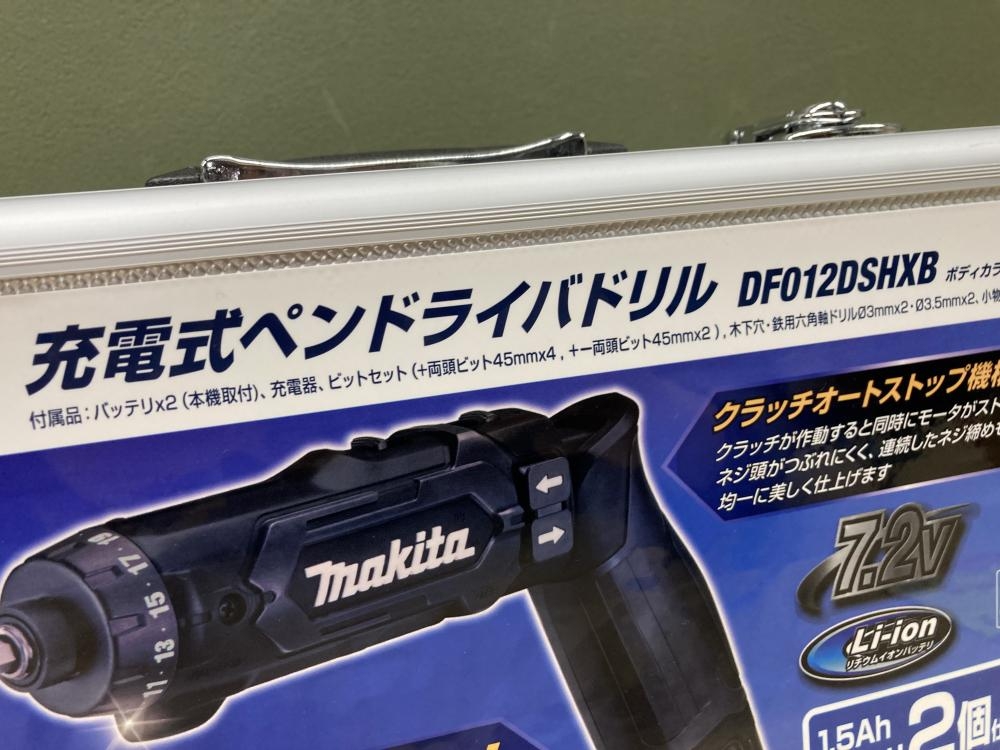 充電式ペンドライバドリル DF012DSHXB ボディカラ
付属品：バッテリx2 (本機取付)、充電器、ビットセット (+両頭ビット45mmx4 , +－両頭ビット45mmx2 ) , 木下穴・鉄用六角軸ドリルØ3mmx2・Ø3.5mmx2、小物
クラッチオートストップ機構
クラッチが作動すると同時にモータがスト
ネジ頭がつぶれにくく、連続したネジ締めも
均一に美しく仕上げます
7.2V
makita
19
17
15
13
11
Li-ion
リチウムイオンバッテリ
1.5Ah
2個